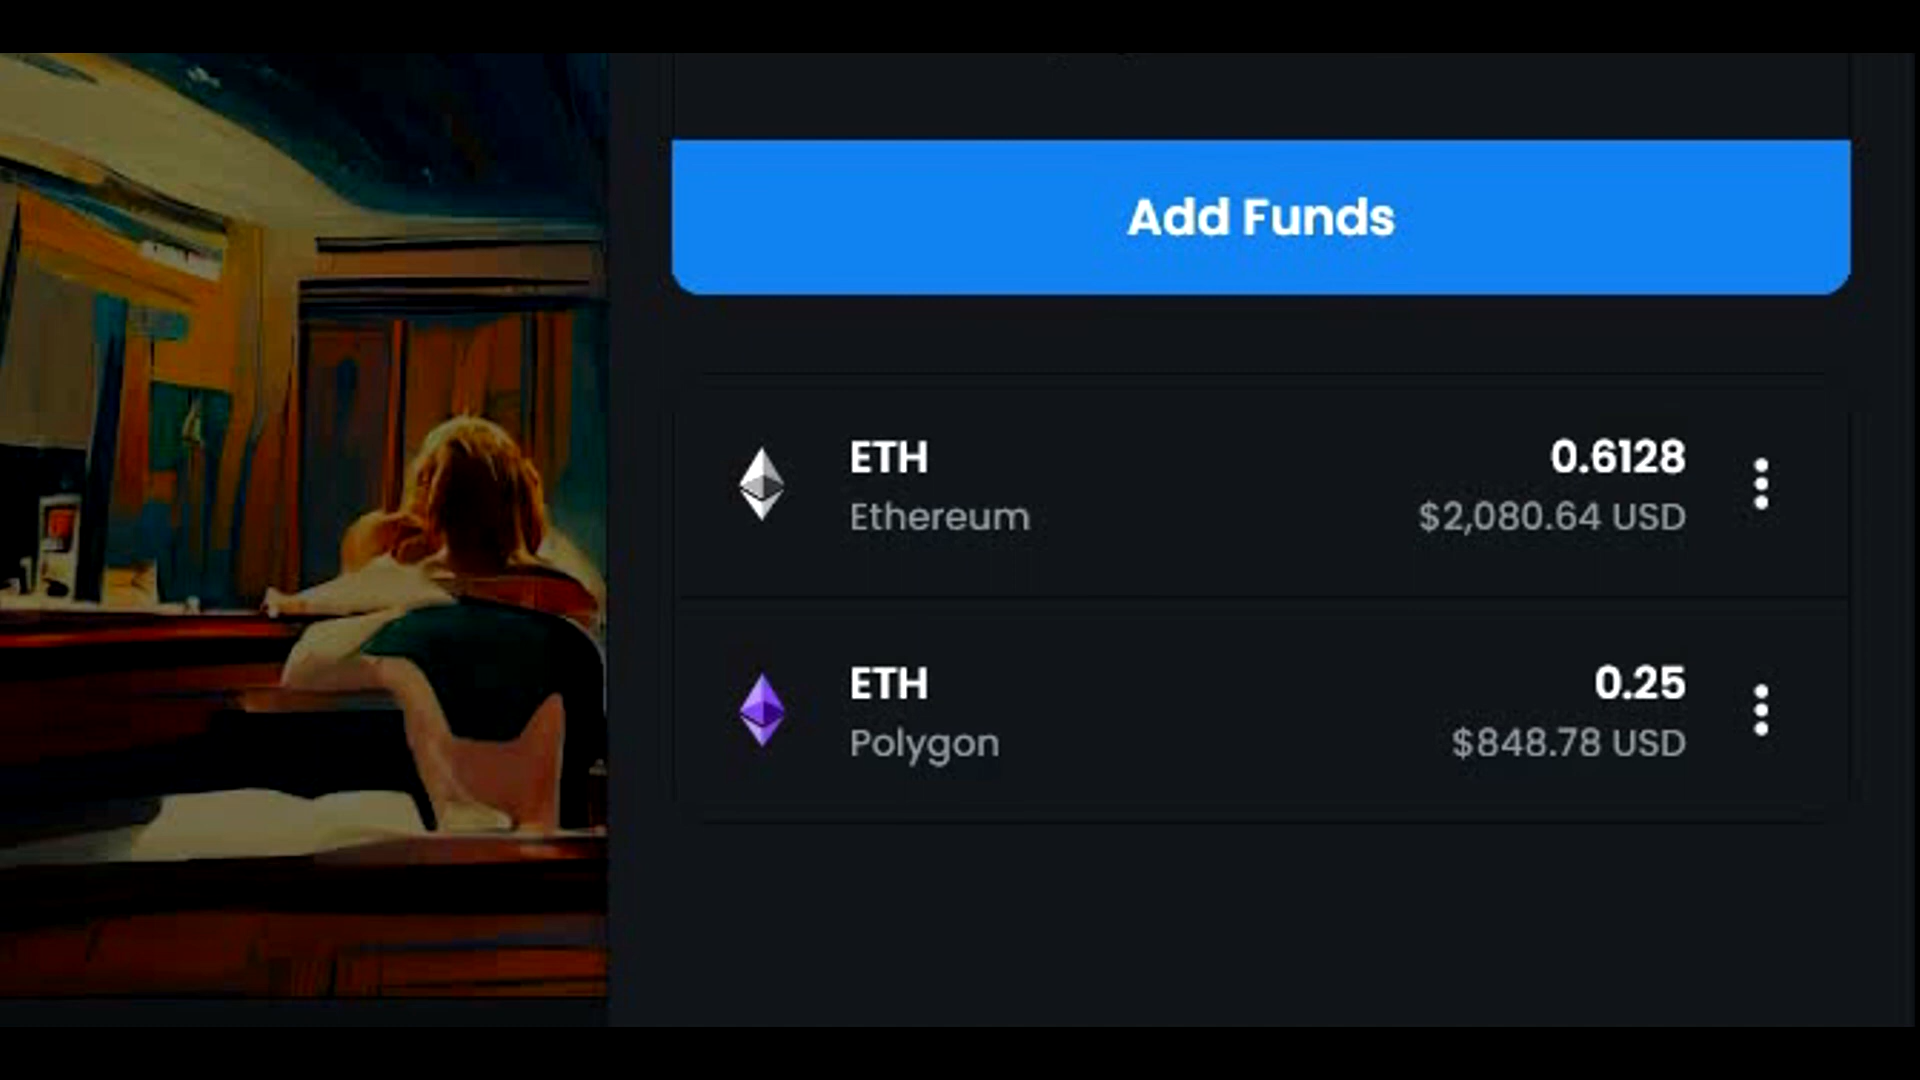 Add Funds
ETH
0.6128
Ethereum
$2,080.64 USD
ETH
0.25
Polygon
$848.78 USD